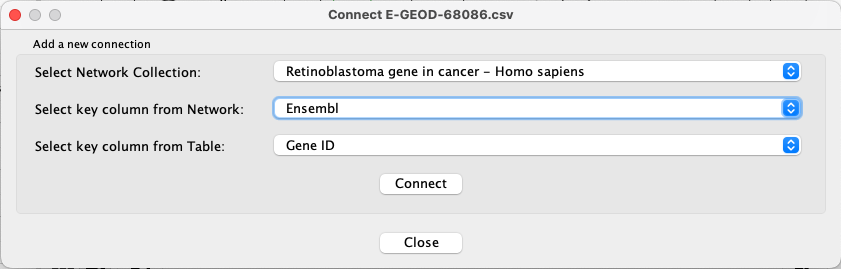 Connect E-GEOD-68086.csv
Add a new connection
Select Network Collection: Retinoblastoma gene in cancer – Homo sapiens
Select key column from Network: Ensembl
Select key column from Table: Gene ID
Connect
Close